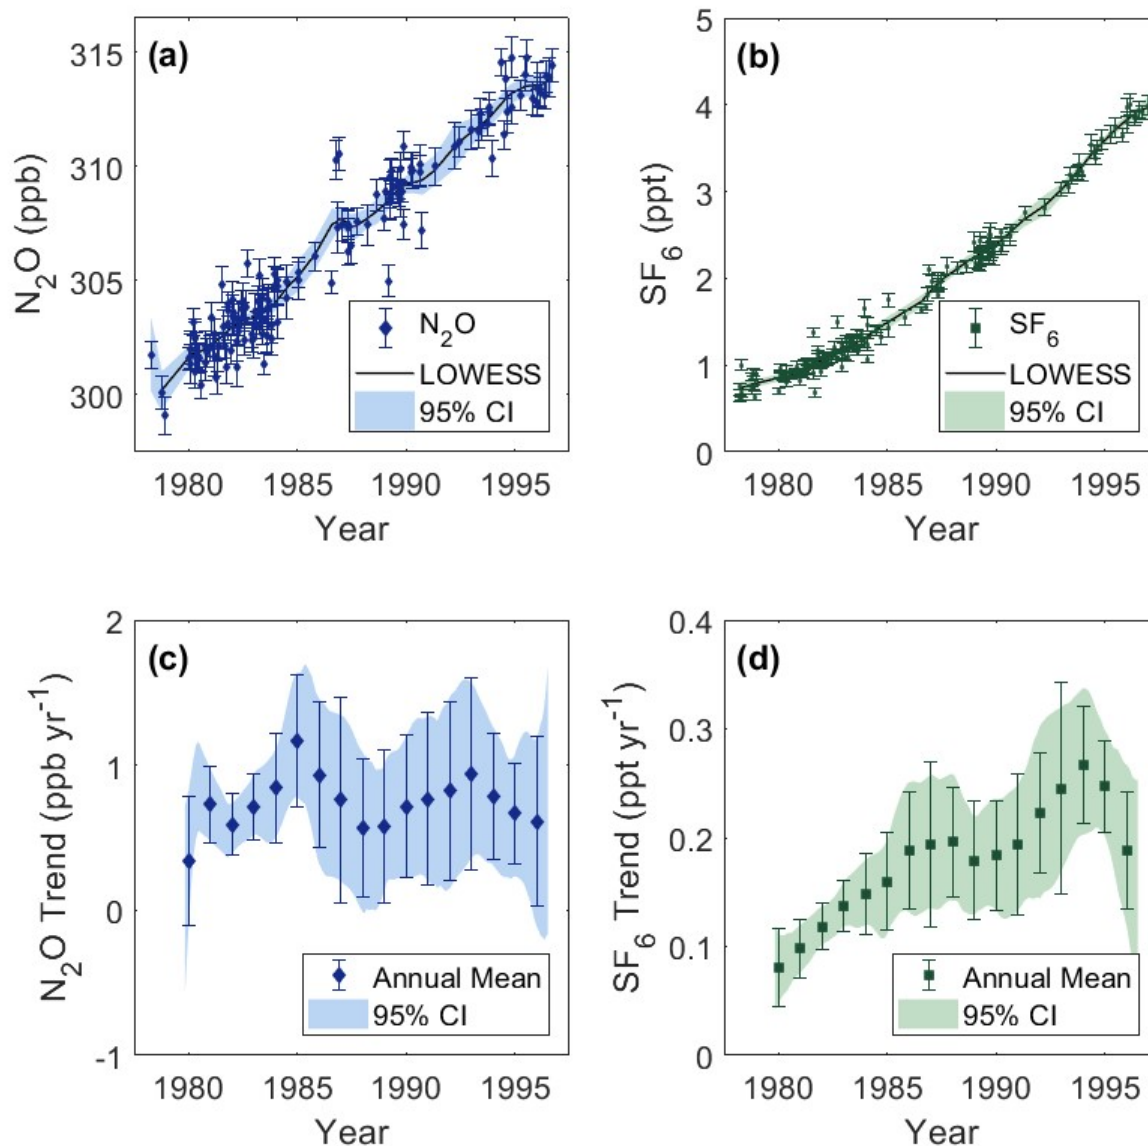 (a)
315
310
305
300
N₂O (ppb)
N₂O
LOWESS
95% CI
1980 1985 1990 1995
Year
(b)
5
4
3
2
1
0
SF₆ (ppt)
SF₆
LOWESS
95% CI
1980 1985 1990 1995
Year
(c)
2
1
0
-1
N₂O Trend (ppb yr⁻¹)
Annual Mean
95% CI
1980 1985 1990 1995
Year
(d)
0.4
0.3
0.2
0.1
0
SF₆ Trend (ppt yr⁻¹)
Annual Mean
95% CI
1980 1985 1990 1995
Year